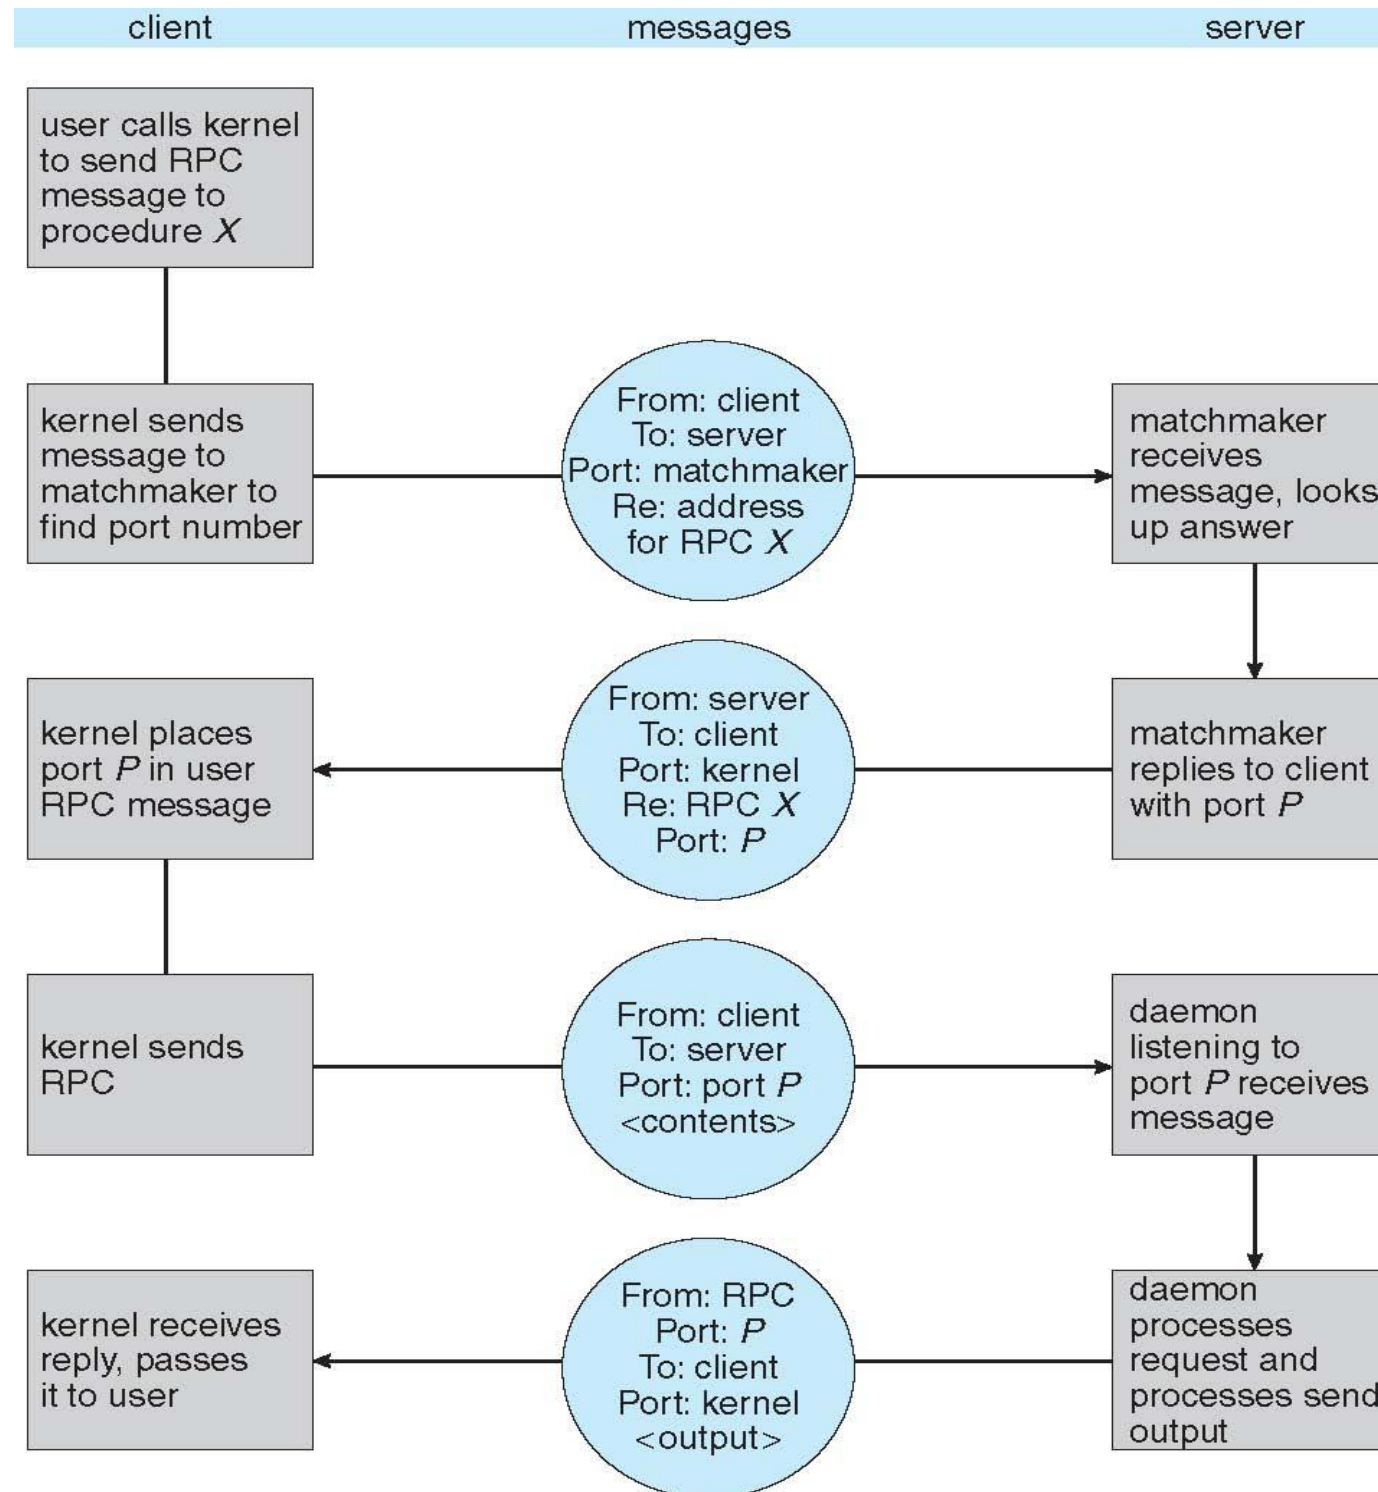 client
messages
server
user calls kernel
to send RPC
message to
procedure X
kernel sends
message to
matchmaker to
find port number
From: client
To: server
Port: matchmaker
Re: address
for RPC X
matchmaker
receives
message, looks
up answer
kernel places
port P in user
RPC message
From: server
To: client
Port: kernel
Re: RPC X
Port: P
matchmaker
replies to client
with port P
kernel sends
RPC
From: client
To: server
Port: port P
<contents>
daemon
listening to
port P receives
message
kernel receives
reply, passes
it to user
From: RPC
Port: P
To: client
Port: kernel
<output>
daemon
processes
request and
processes send
output